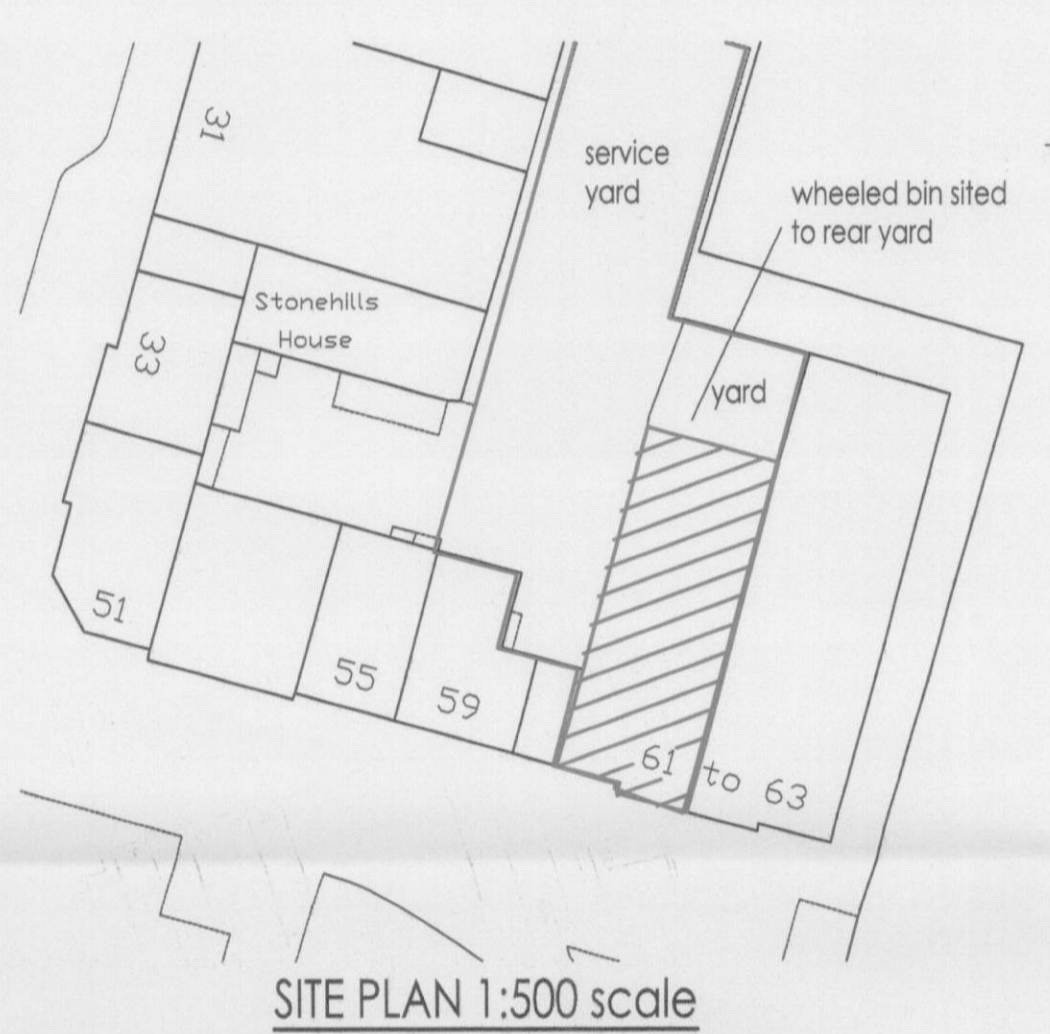 31
service
yard
wheeled bin sited
to rear yard
Stonehills
House
33
yard
51
55
59
61 to 63
SITE PLAN 1:500 scale